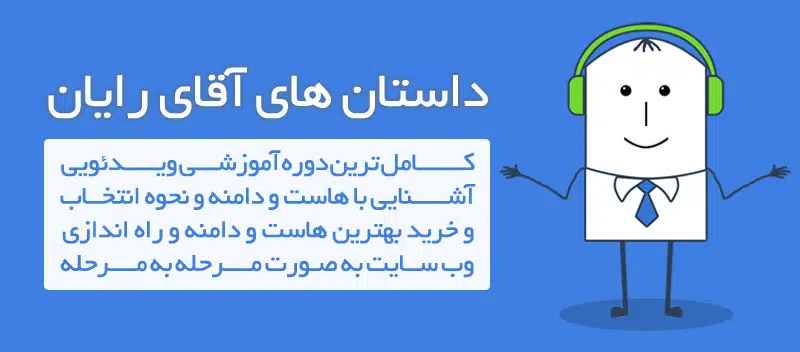 داستان های آقای رایان
کامل ترین دوره آموزشی ویدئویی
آشنایی با هاست و دامنه و نحوه انتخاب
و خرید بهترین هاست و دامنه و راه اندازی
وب سایت به صورت مرحله به مرحله